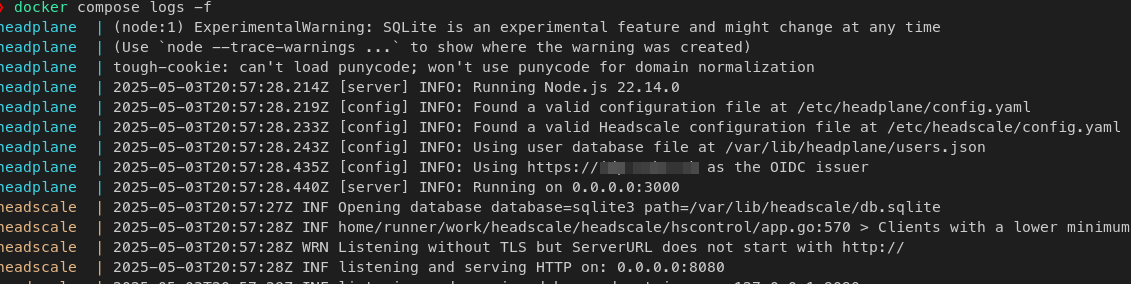 docker compose logs -f
headplane | (node:1) ExperimentalWarning: SQLite is an experimental feature and might change at any time
headplane | (Use `node --trace-warnings ...` to show where the warning was created)
headplane | tough-cookie: can't load punycode; won't use punycode for domain normalization
headplane | 2025-05-03T20:57:28.214Z [server] INFO: Running Node.js 22.14.0
headplane | 2025-05-03T20:57:28.219Z [config] INFO: Found a valid configuration file at /etc/headplane/config.yaml
headplane | 2025-05-03T20:57:28.233Z [config] INFO: Found a valid Headscale configuration file at /etc/headscale/config.yaml
headplane | 2025-05-03T20:57:28.243Z [config] INFO: Using user database file at /var/lib/headplane/users.json
headplane | 2025-05-03T20:57:28.435Z [config] INFO: Using https:// as the OIDC issuer
headplane | 2025-05-03T20:57:28.440Z [server] INFO: Running on 0.0.0.0:3000
headscale | 2025-05-03T20:57:27Z INF Opening database database=sqlite3 path=/var/lib/headscale/db.sqlite
headscale | 2025-05-03T20:57:28Z INF home/runner/work/headscale/headscale/hscontrol/app.go:570 > Clients with a lower minimum
headscale | 2025-05-03T20:57:28Z WRN Listening without TLS but ServerURL does not start with http://
headscale | 2025-05-03T20:57:28Z INF listening and serving HTTP on: 0.0.0.0:8080